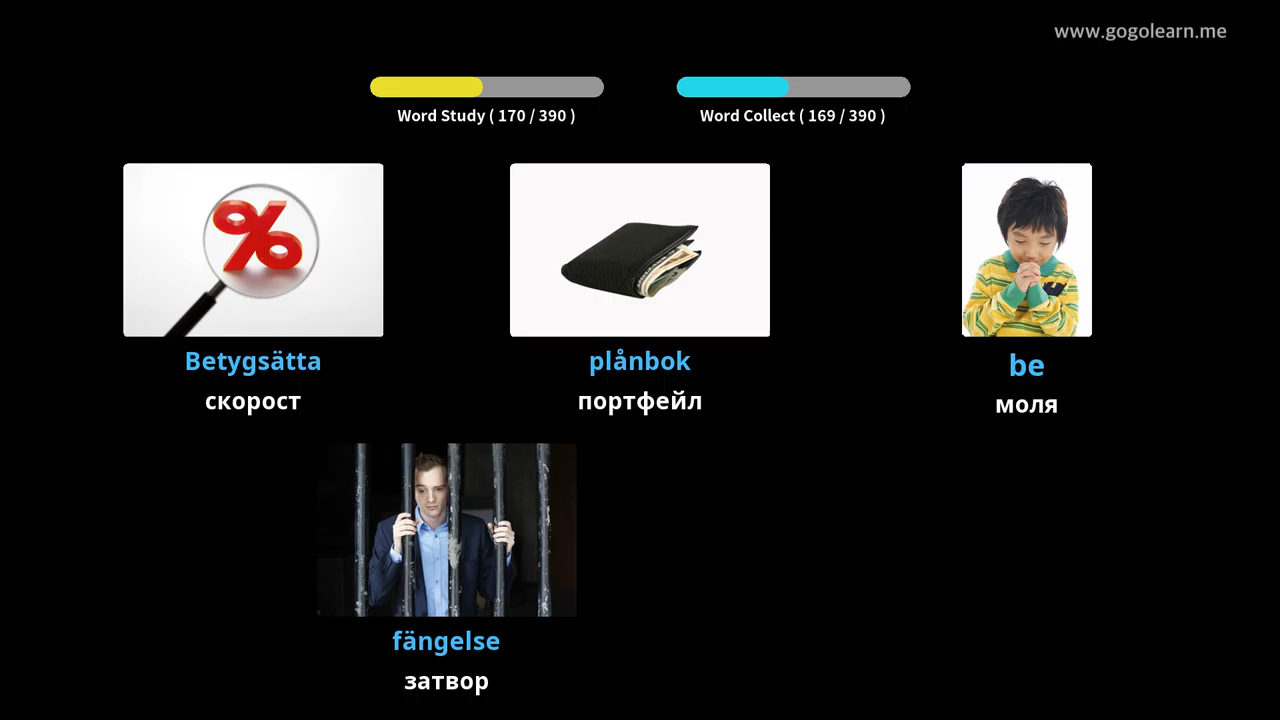 www.gogolearn.me
Word Study ( 170 / 390 )
Word Collect ( 169 / 390 )
%
Betygsätta
скорост
plånbok
портфейл
be
моля
fängelse
затвор